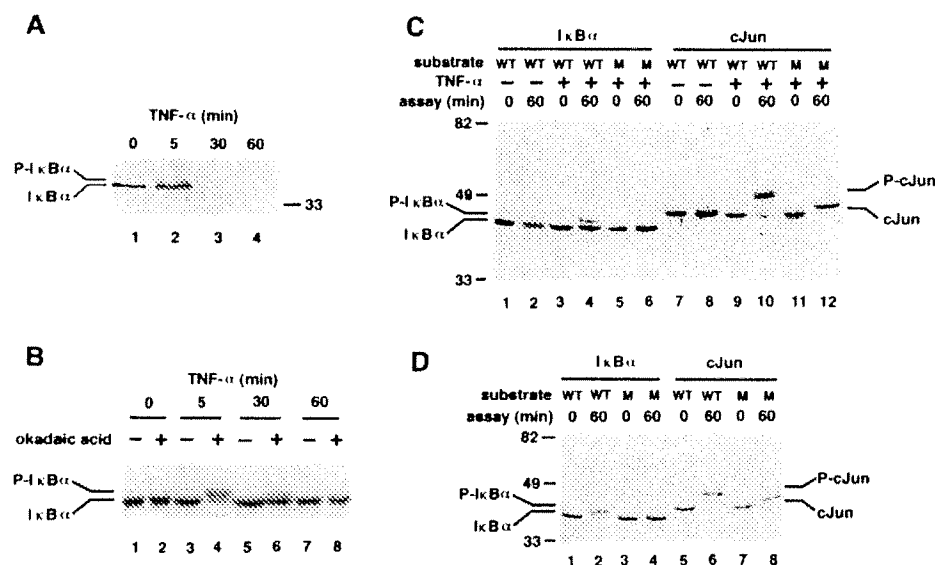 A
TNF-α (min)
0 5 30 60
P-IκBα
IκBα
33
1 2 3 4
B
TNF-α (min)
0 5 30 60
okadaic acid − + − + − + − +
P-IκBα
IκBα
1 2 3 4 5 6 7 8
C
IκBα cJun
substrate WT WT WT WT M M WT WT WT WT M M
TNF-α − − + + + + − − + + + +
assay (min) 0 60 0 60 0 60 0 60 0 60 0 60
82
49
P-IκBα
IκBα
33
P-cJun
cJun
1 2 3 4 5 6 7 8 9 10 11 12
D
IκBα cJun
substrate WT WT M M WT WT M M
assay (min) 0 60 0 60 0 60 0 60
82
49
P-IκBα
IκBα
33
P-cJun
cJun
1 2 3 4 5 6 7 8